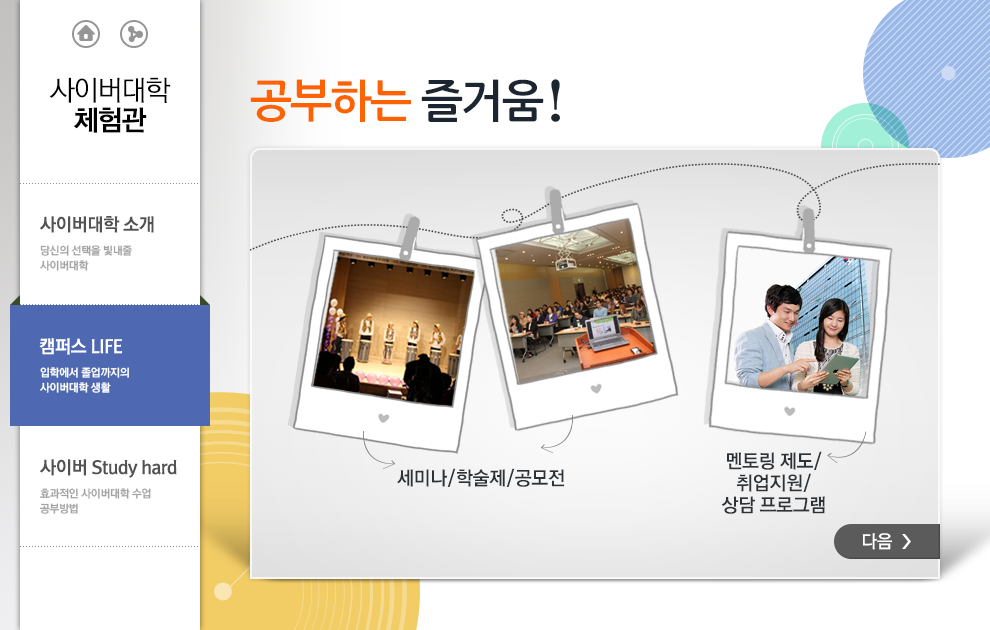 사이버대학
체험관
사이버대학 소개
당신의 선택을 빛내줄
사이버대학
캠퍼스 LIFE
입학에서 졸업까지의
사이버대학 생활
사이버 Study hard
효과적인 사이버대학 수업
공부방법
공부하는 즐거움!
세미나/학술제/공모전
멘토링 제도/
취업지원/
상담 프로그램
다음